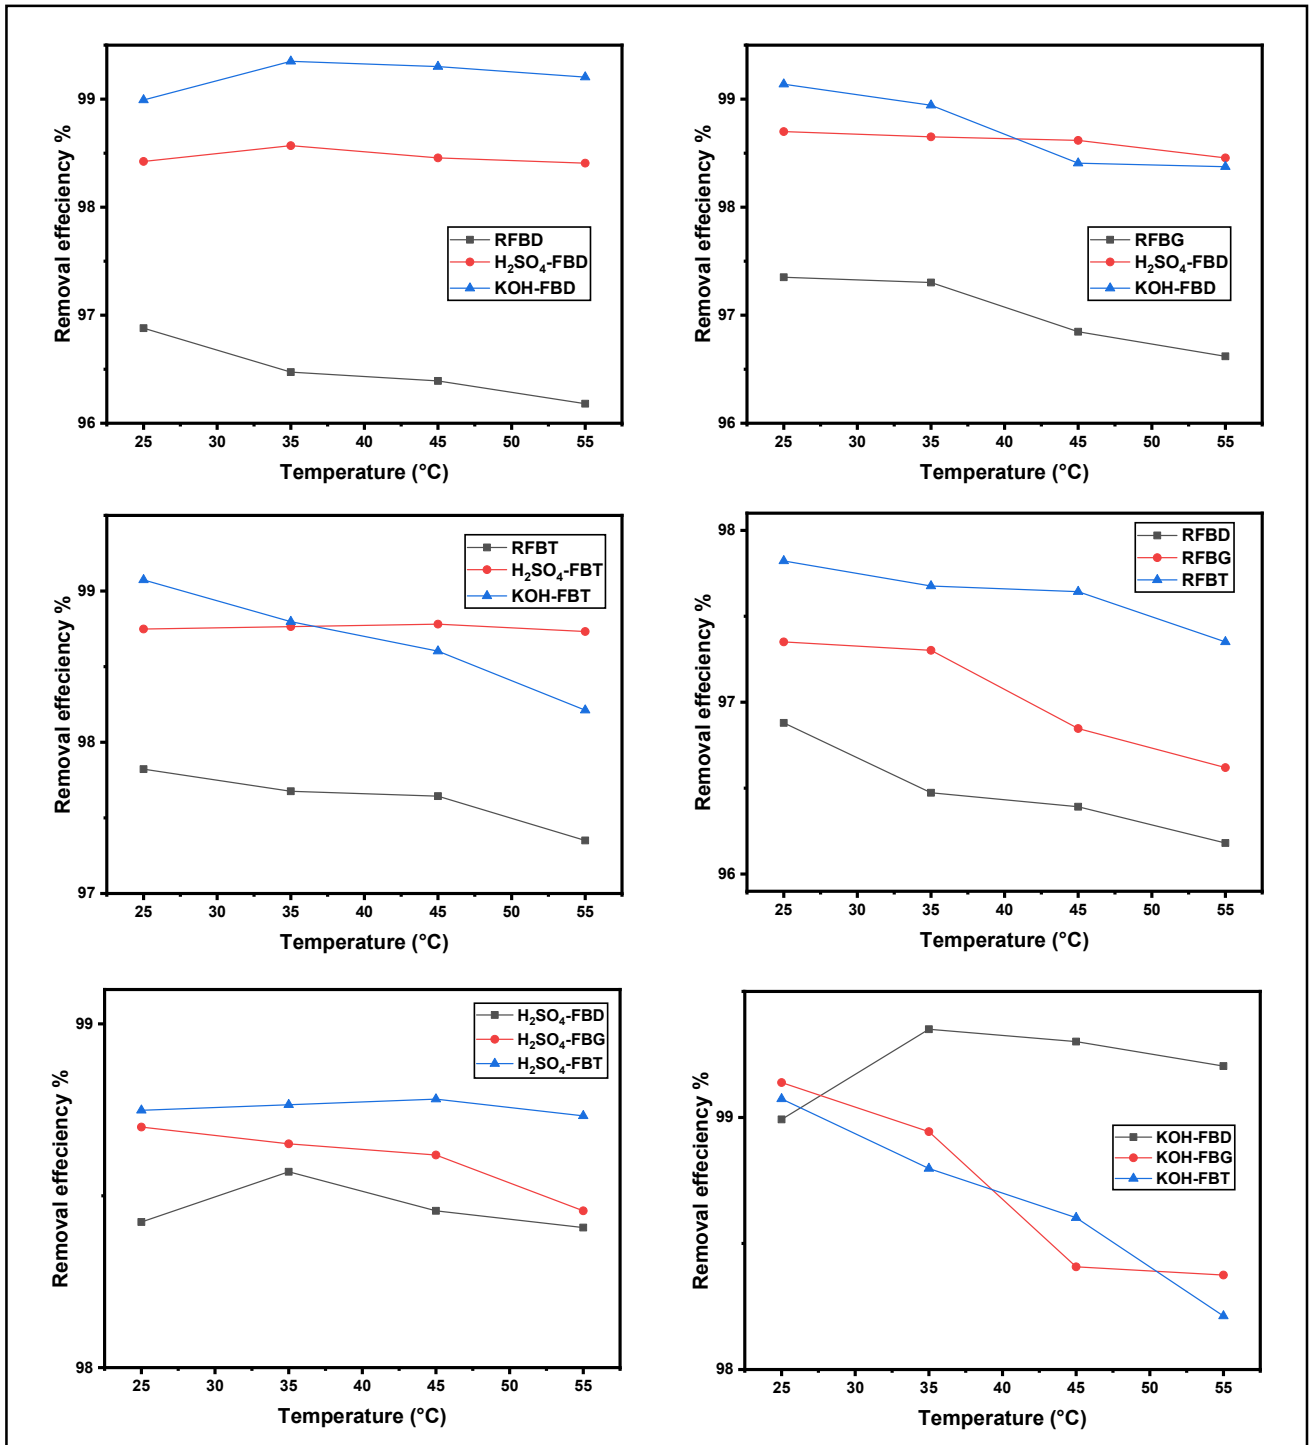 Removal effeciency %
99
98
97
96
25 30 35 40 45 50 55
Temperature (°C)
RFBD
H₂SO₄-FBD
KOH-FBD
Removal effeciency %
99
98
97
96
25 30 35 40 45 50 55
Temperature (°C)
RFBG
H₂SO₄-FBD
KOH-FBD
Removal effeciency %
99
98
97
25 30 35 40 45 50 55
Temperature (°C)
RFBT
H₂SO₄-FBT
KOH-FBT
Removal effeciency %
98
97
96
25 30 35 40 45 50 55
Temperature (°C)
RFBD
RFBG
RFBT
Removal effeciency %
99
98
25 30 35 40 45 50 55
Temperature (°C)
H₂SO₄-FBD
H₂SO₄-FBG
H₂SO₄-FBT
Removal effeciency %
99
98
25 30 35 40 45 50 55
Temperature (°C)
KOH-FBD
KOH-FBG
KOH-FBT